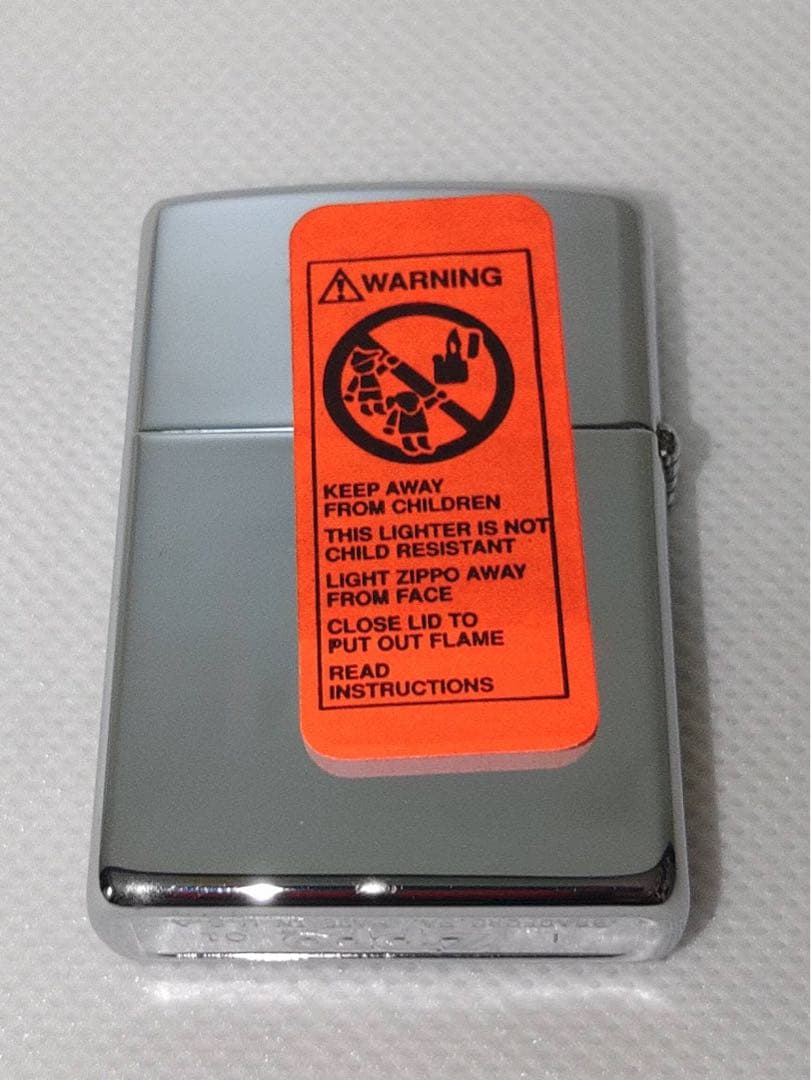 WARNING
KEEP AWAY
FROM CHILDREN
THIS LIGHTER IS NOT
CHILD RESISTANT
LIGHT ZIPPO AWAY
FROM FACE
CLOSE LID TO
PUT OUT FLAME
READ
INSTRUCTIONS